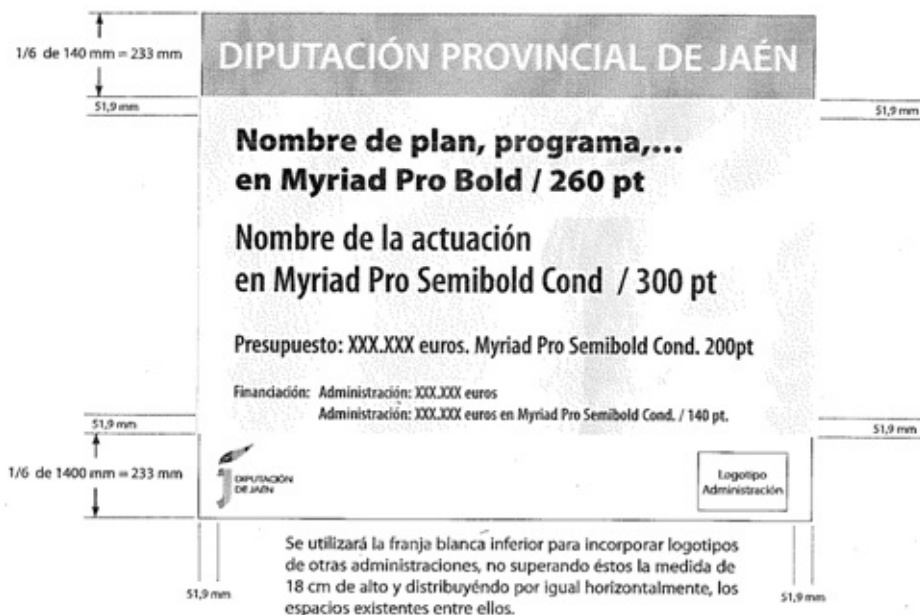 1/6 de 140 mm = 233 mm
DIPUTACIÓN PROVINCIAL DE JAÉN
51,9 mm
51,9 mm
Nombre de plan, programa,...
en Myriad Pro Bold / 260 pt
Nombre de la actuación
en Myriad Pro Semibold Cond / 300 pt
Presupuesto: XXX.XXX euros. Myriad Pro Semibold Cond. 200pt
Financiación: Administración: XXX.XXX euros
Administración: XXX.XXX euros en Myriad Pro Semibold Cond. / 140 pt.
51,9 mm
51,9 mm
1/6 de 1400 mm = 233 mm
DIPUTACIÓN
DE JAÉN
Logotipo
Administración
Se utilizará la franja blanca inferior para incorporar logotipos
de otras administraciones, no superando éstos la medida de
18 cm de alto y distribuyéndo por igual horizontalmente, los
espacios existentes entre ellos.
51,9 mm
51,9 mm